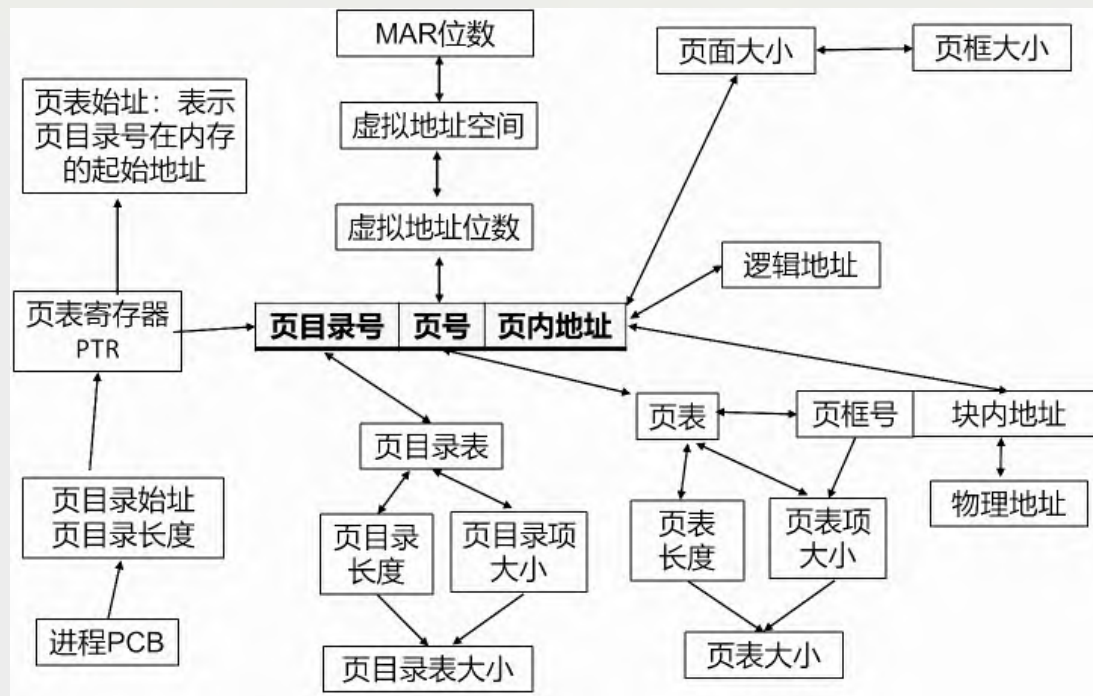 MAR位数
页面大小
页框大小
页表始址：表示
页目录号在内存
的起始地址
虚拟地址空间
虚拟地址位数
逻辑地址
页表寄存器
PTR
页目录号 页号 页内地址
页表
页框号 块内地址
页目录表
页目录始址
页目录长度
物理地址
页目录
长度
页目录项
大小
页表
长度
页表项
大小
进程PCB
页目录表大小
页表大小